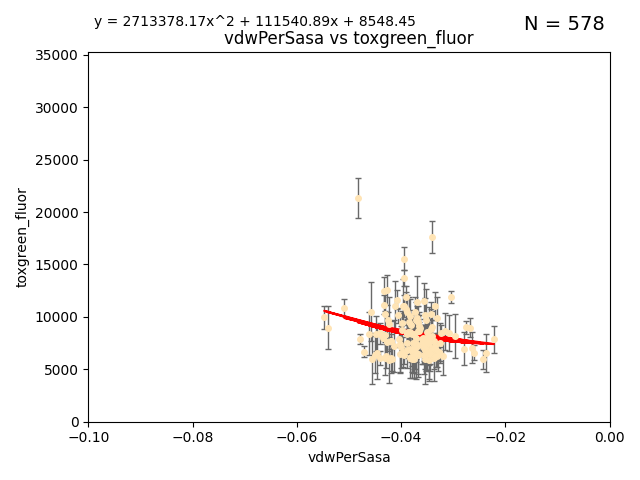 y = 2713378.17x^2 + 111540.89x + 8548.45
N = 578
vdwPerSasa vs toxgreen_fluor
35000
30000
25000
20000
15000
10000
5000
0
toxgreen_fluor
−0.10 −0.08 −0.06 −0.04 −0.02 0.00
vdwPerSasa